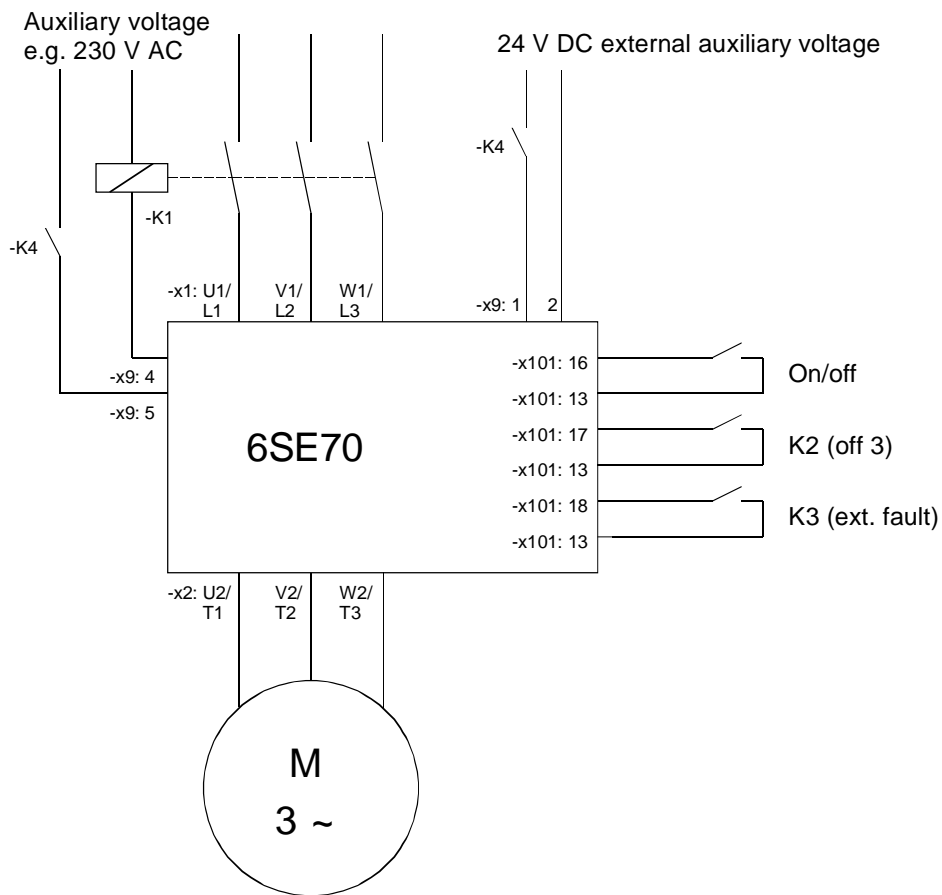 Auxiliary voltage
e.g. 230 V AC
24 V DC external auxiliary voltage
-K4
-K1
-K4
-x1: U1/
L1
V1/
L2
W1/
L3
-x9: 1
2
-x9: 4
-x9: 5
6SE70
-x101: 16
-x101: 13
On/off
-x101: 17
-x101: 13
K2 (off 3)
-x101: 18
-x101: 13
K3 (ext. fault)
-x2: U2/
T1
V2/
T2
W2/
T3
M
3 ~